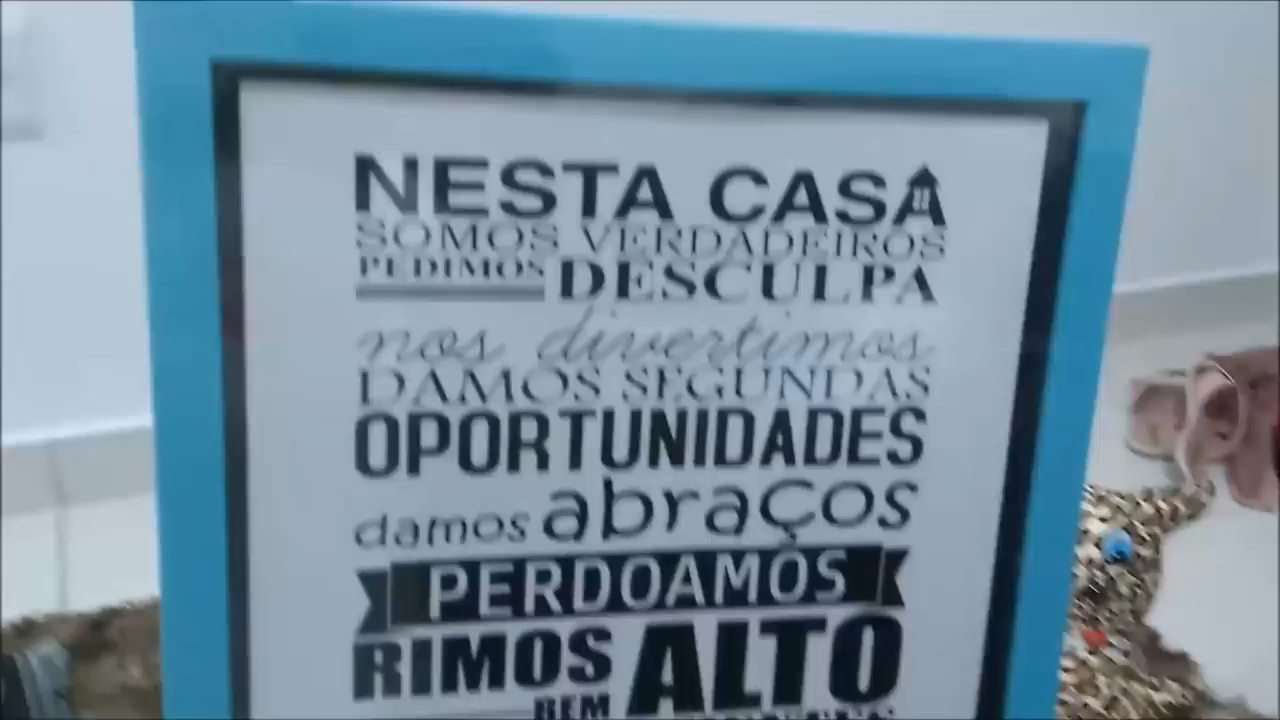 NESTA CASA
SOMOS VERDADEIROS
PEDIMOS DESCULPA
nos divertimos
DAMOS SEGUNDAS
OPORTUNIDADES
damos abraços
PERDOAMOS
RIMOS ALTO
BEM